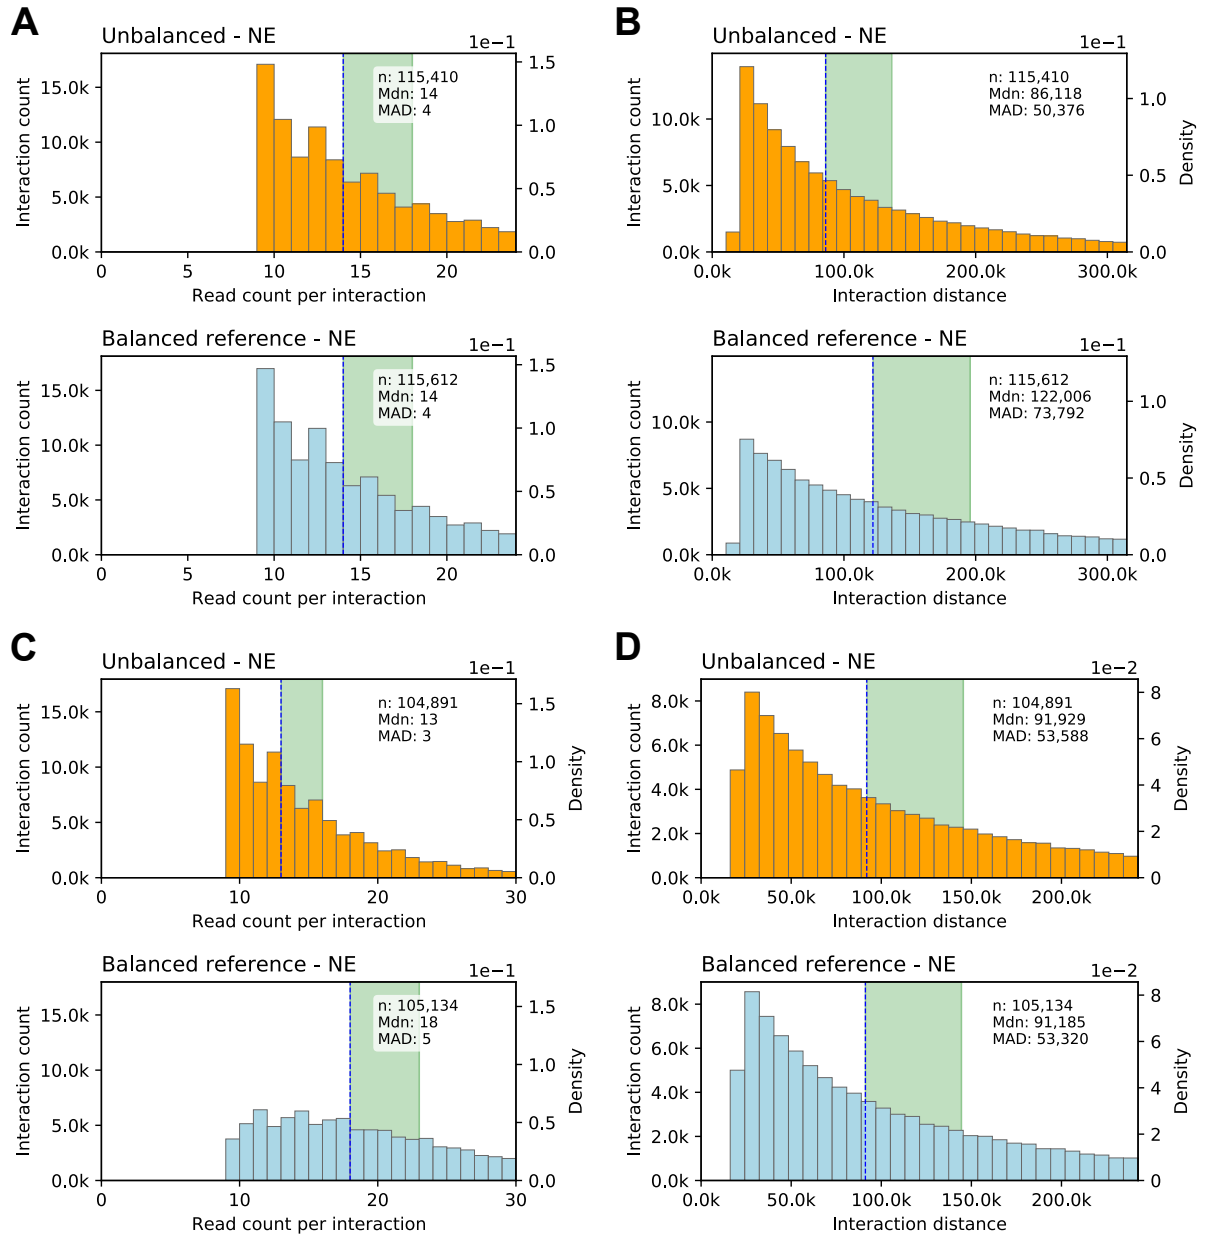 A
Unbalanced - NE
1e−1
Interaction count
15.0k
10.0k
5.0k
0.0k
n: 115,410
Mdn: 14
MAD: 4
1.5
1.0
0.5
0.0
0
5
10
15
20
Read count per interaction
B
Unbalanced - NE
1e−1
Interaction count
10.0k
5.0k
0.0k
n: 115,410
Mdn: 86,118
MAD: 50,376
1.0
0.5
0.0
Density
0.0k
100.0k
200.0k
300.0k
Interaction distance
Balanced reference - NE
1e−1
Interaction count
15.0k
10.0k
5.0k
0.0k
n: 115,612
Mdn: 14
MAD: 4
1.5
1.0
0.5
0.0
0
5
10
15
20
Read count per interaction
Balanced reference - NE
1e−1
Interaction count
10.0k
5.0k
0.0k
n: 115,612
Mdn: 122,006
MAD: 73,792
1.0
0.5
0.0
Density
0.0k
100.0k
200.0k
300.0k
Interaction distance
C
Unbalanced - NE
1e−1
Interaction count
15.0k
10.0k
5.0k
0.0k
n: 104,891
Mdn: 13
MAD: 3
1.5
1.0
0.5
0.0
Density
0
10
20
30
Read count per interaction
D
Unbalanced - NE
1e−2
Interaction count
8.0k
6.0k
4.0k
2.0k
0.0k
n: 104,891
Mdn: 91,929
MAD: 53,588
8
6
4
2
0
Density
0.0k
50.0k
100.0k
150.0k
200.0k
Interaction distance
Balanced reference - NE
1e−1
Interaction count
15.0k
10.0k
5.0k
0.0k
n: 105,134
Mdn: 18
MAD: 5
1.5
1.0
0.5
0.0
Density
0
10
20
30
Read count per interaction
Balanced reference - NE
1e−2
Interaction count
8.0k
6.0k
4.0k
2.0k
0.0k
n: 105,134
Mdn: 91,185
MAD: 53,320
8
6
4
2
0
Density
0.0k
50.0k
100.0k
150.0k
200.0k
Interaction distance